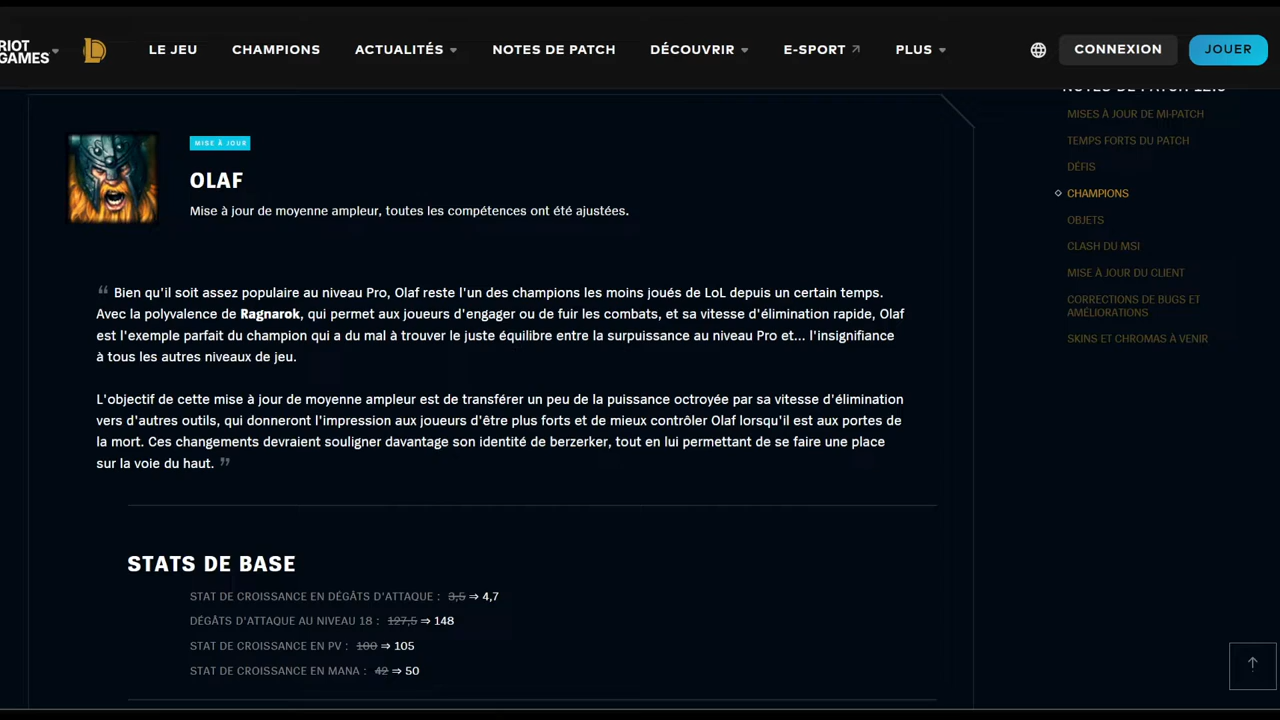 RIOT
GAMES
LE JEU
CHAMPIONS
ACTUALITÉS
NOTES DE PATCH
DÉCOUVRIR
E-SPORT
PLUS
CONNEXION
JOUER
MISE À JOUR
OLAF
Mise à jour de moyenne ampleur, toutes les compétences ont été ajustées.
“ Bien qu'il soit assez populaire au niveau Pro, Olaf reste l'un des champions les moins joués de LoL depuis un certain temps.
Avec la polyvalence de Ragnarok, qui permet aux joueurs d'engager ou de fuir les combats, et sa vitesse d'élimination rapide, Olaf
est l'exemple parfait du champion qui a du mal à trouver le juste équilibre entre la surpuissance au niveau Pro et... l'insignifiance
à tous les autres niveaux de jeu.
L'objectif de cette mise à jour de moyenne ampleur est de transférer un peu de la puissance octroyée par sa vitesse d'élimination
vers d'autres outils, qui donneront l'impression aux joueurs d'être plus forts et de mieux contrôler Olaf lorsqu'il est aux portes de
la mort. Ces changements devraient souligner davantage son identité de berzerker, tout en lui permettant de se faire une place
sur la voie du haut. ”
STATS DE BASE
STAT DE CROISSANCE EN DÉGÂTS D'ATTAQUE : 3,5 ⇒ 4,7
DÉGÂTS D'ATTAQUE AU NIVEAU 18 : 127,5 ⇒ 148
STAT DE CROISSANCE EN PV : 100 ⇒ 105
STAT DE CROISSANCE EN MANA : 42 ⇒ 50
NOTES DE PATCH
MISES À JOUR DE MI-PATCH
TEMPS FORTS DU PATCH
DÉFIS
CHAMPIONS
OBJETS
CLASH DU MSI
MISE À JOUR DU CLIENT
CORRECTIONS DE BUGS ET
AMÉLIORATIONS
SKINS ET CHROMAS À VENIR